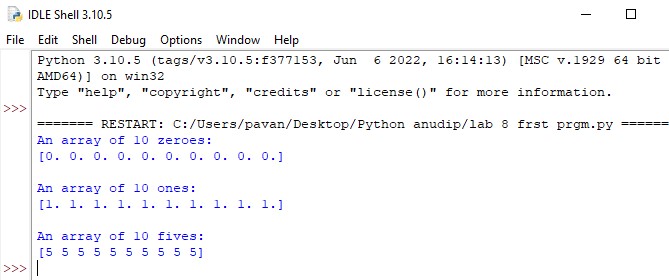 IDLE Shell 3.10.5
File Edit Shell Debug Options Window Help
Python 3.10.5 (tags/v3.10.5:f377153, Jun  6 2022, 16:14:13) [MSC v.1929 64 bit
AMD64)] on win32
Type "help", "copyright", "credits" or "license()" for more information.
>>>
======= RESTART: C:/Users/pavan/Desktop/Python anudip/lab 8 frst prgm.py ======
An array of 10 zeroes:
[0. 0. 0. 0. 0. 0. 0. 0. 0. 0.]
An array of 10 ones:
[1. 1. 1. 1. 1. 1. 1. 1. 1. 1.]
An array of 10 fives:
[5 5 5 5 5 5 5 5 5 5]
>>>